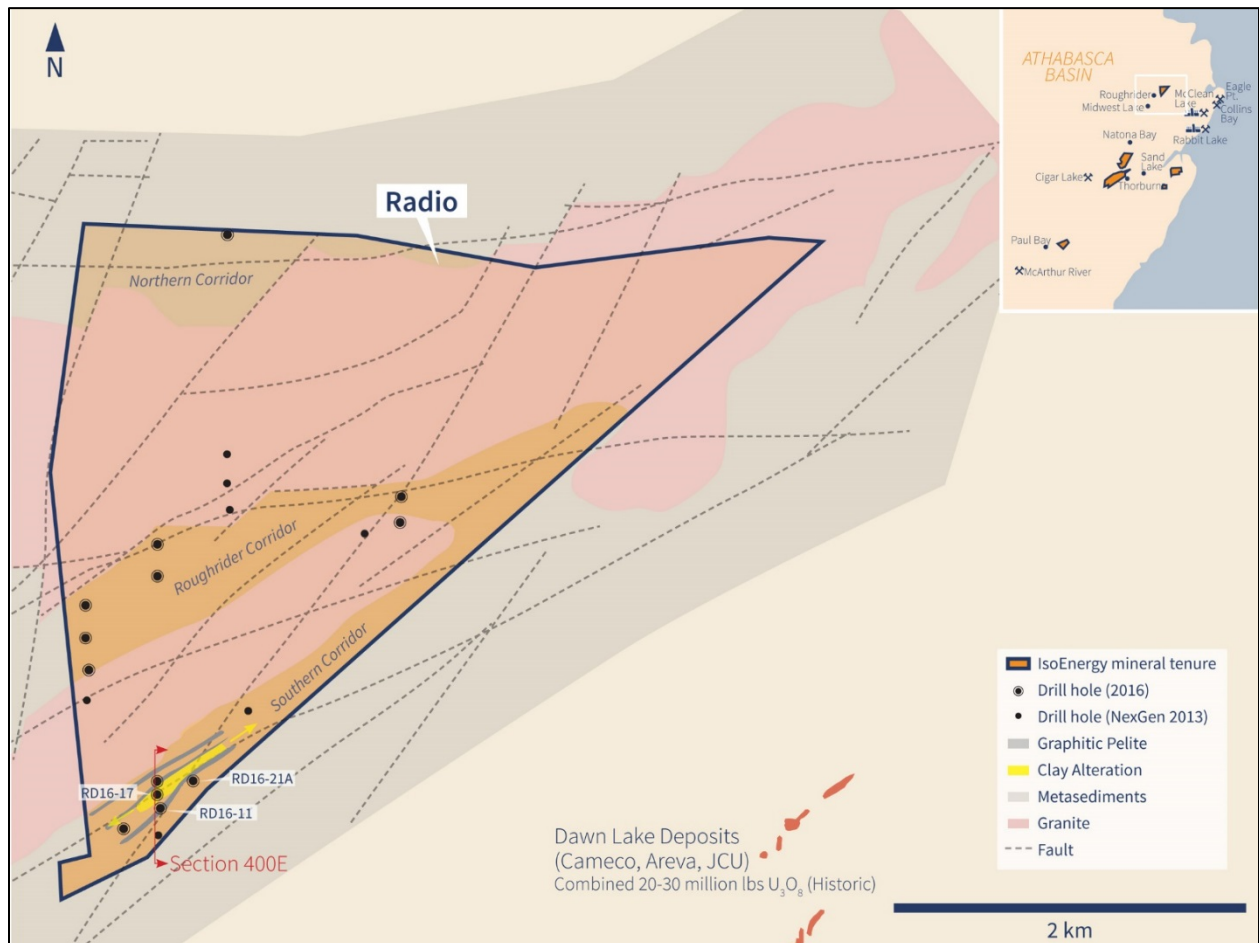 N
Radio
Northern Corridor
Roughrider Corridor
Southern Corridor
RD16-17
RD16-21A
RD16-11
Section 400E
Dawn Lake Deposits
(Cameco, Areva, JCU)
Combined 20-30 million lbs U₃O₈ (Historic)
ATHABASCA
BASIN
Roughrider
Midwest Lake
McClean
Lake
Eagle
Pt.
Collins
Bay
Rabbit Lake
Natona Bay
Sand
Lake
Cigar Lake
Thorburn
Paul Bay
McArthur River
IsoEnergy mineral tenure
Drill hole (2016)
Drill hole (NexGen 2013)
Graphitic Pelite
Clay Alteration
Metasediments
Granite
Fault
2 km